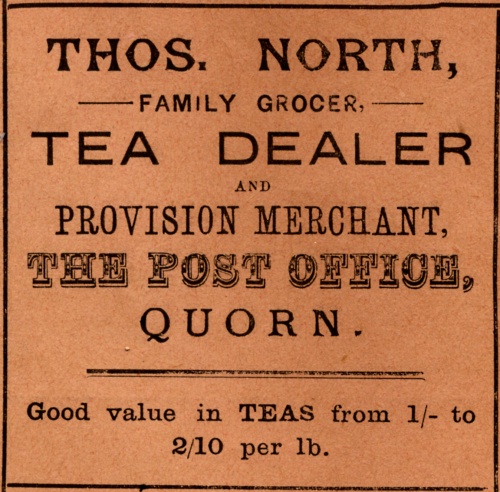 THOS. NORTH,
FAMILY GROCER,
TEA DEALER
AND
PROVISION MERCHANT,
THE POST OFFICE,
QUORN.
Good value in TEAS from 1/- to
2/10 per lb.